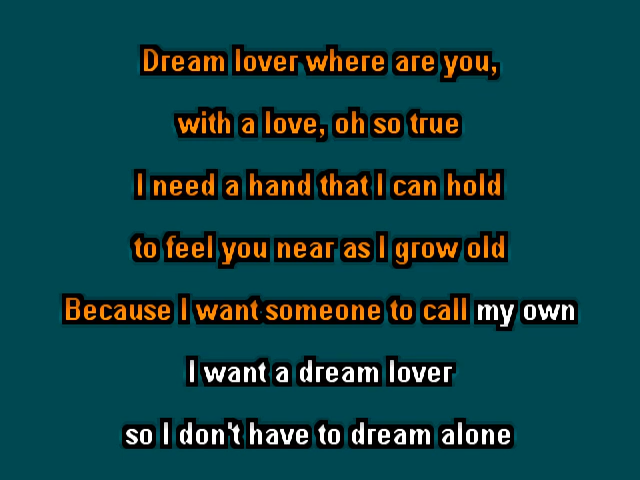 Dream lover where are you,
with a love, oh so true
I need a hand that I can hold
to feel you near as I grow old
Because I want someone to call my own
I want a dream lover
so I don't have to dream alone